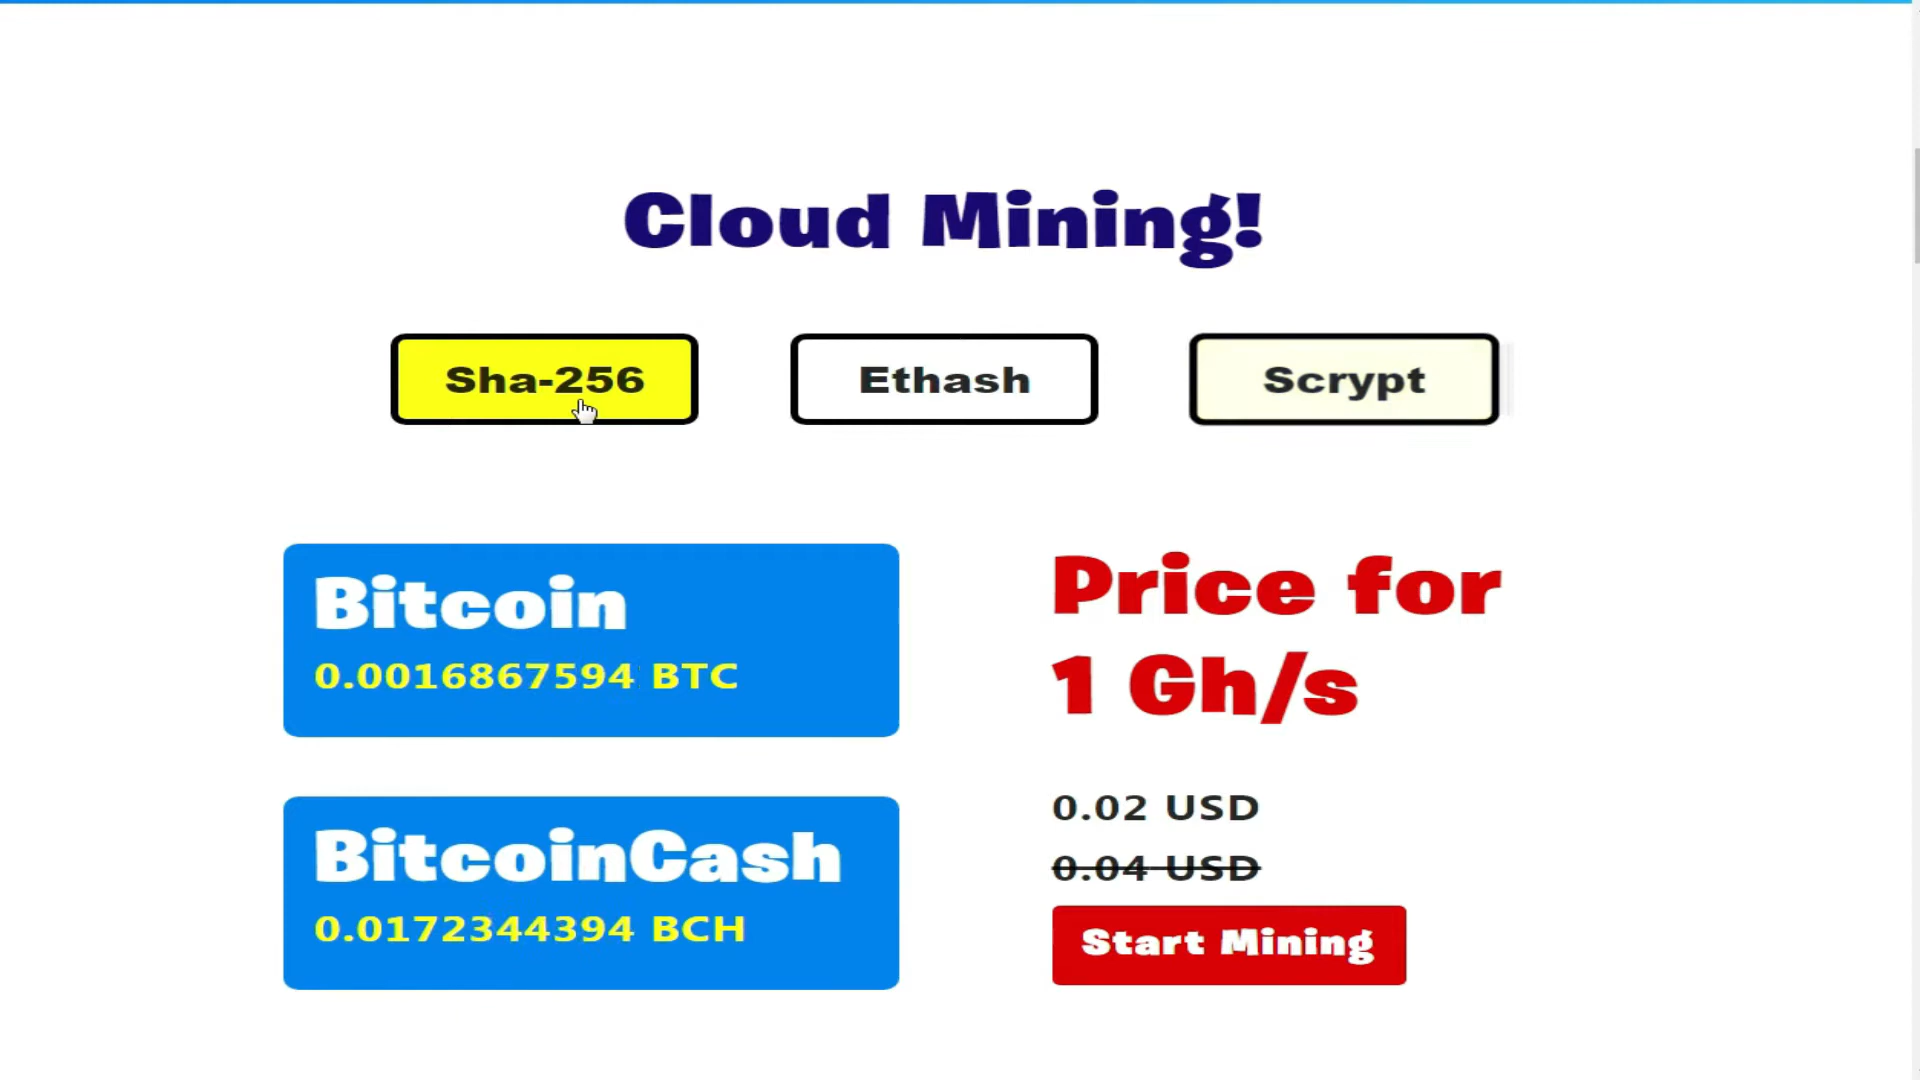 Cloud Mining!
Sha-256
Ethash
Scrypt
Bitcoin
0.0016867594 BTC
BitcoinCash
0.0172344394 BCH
Price for
1 Gh/s
0.02 USD
0.04 USD
Start Mining